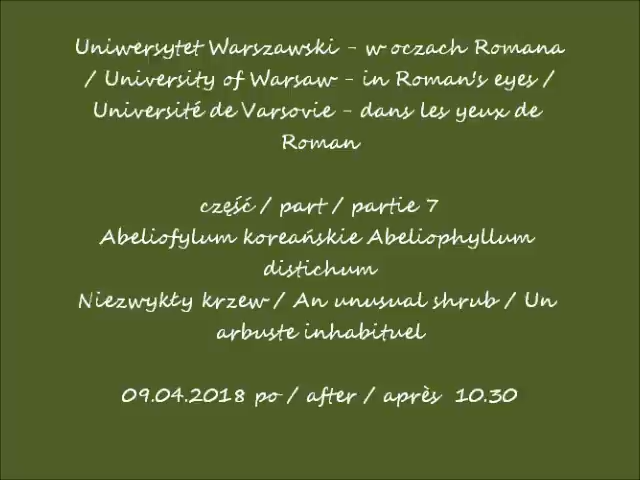 Uniwersytet Warszawski - w oczach Romana
/ University of Warsaw - in Roman's eyes /
Université de Varsovie - dans les yeux de
Roman
część / part / partie 7
Abeliofylum koreańskie Abeliophyllum
distichum
Niezwykły krzew / An unusual shrub / Un
arbuste inhabituel
09.04.2018 po / after / après 10.30